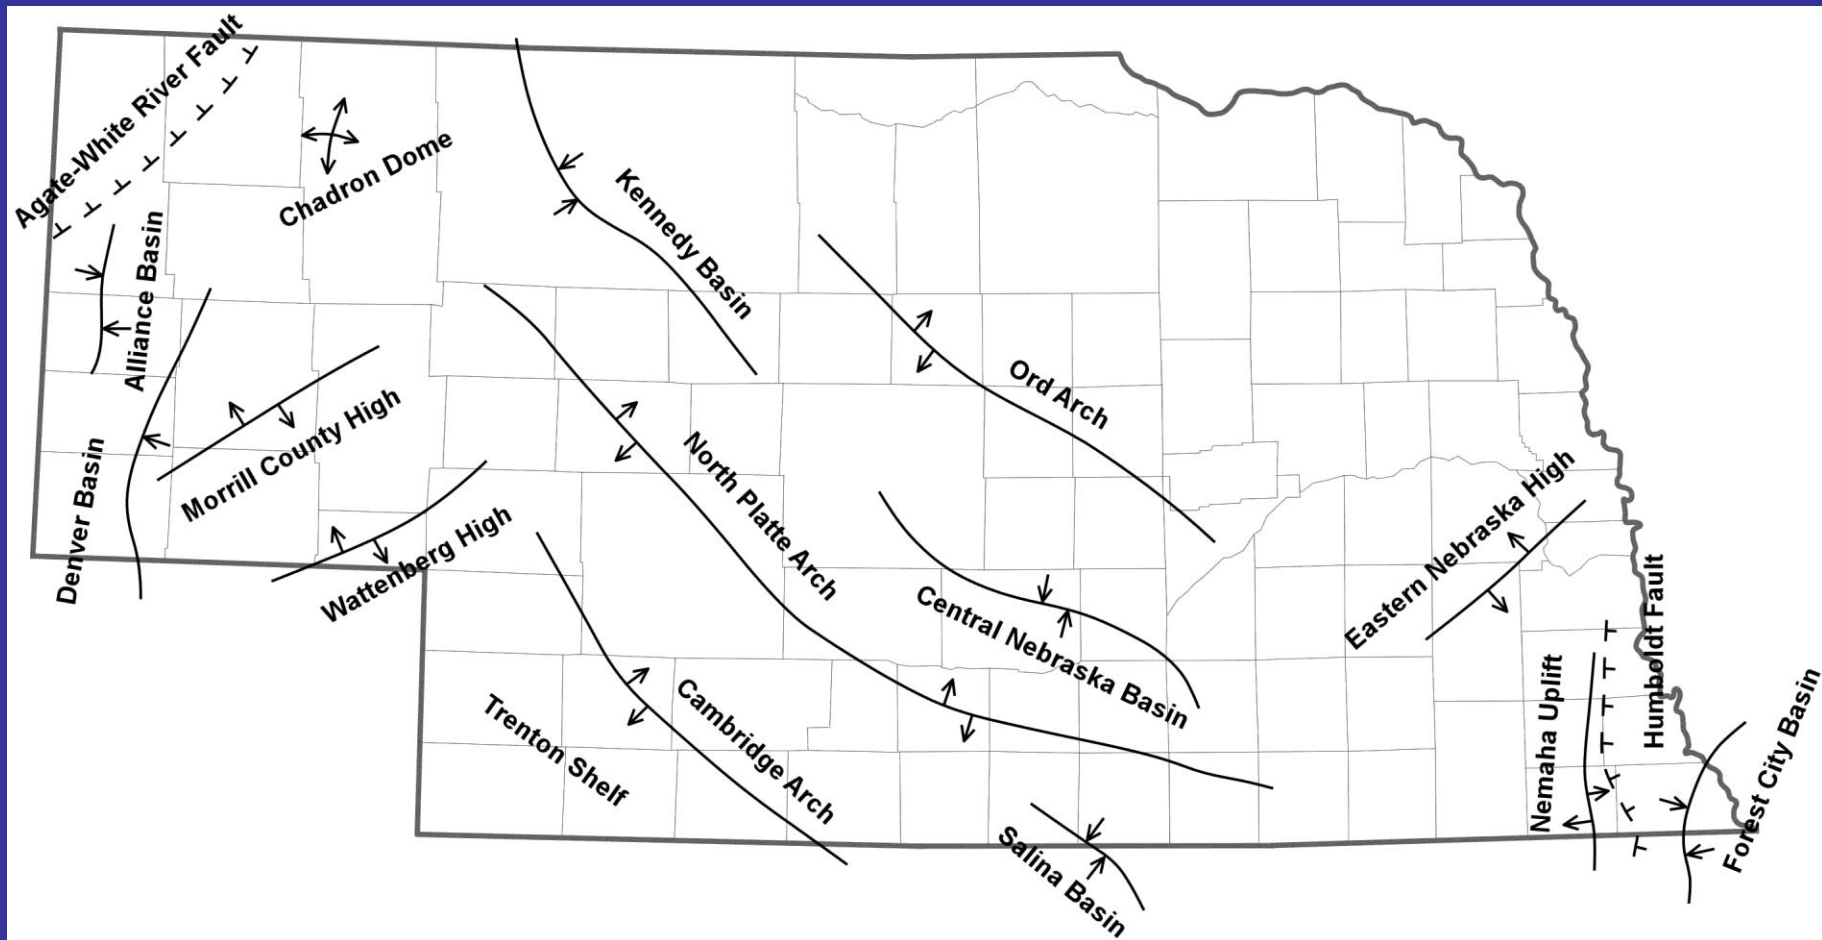 Agate-White River Fault
Chadron Dome
Kennedy Basin
Alliance Basin
Ord Arch
Morrill County High
North Platte Arch
Denver Basin
Wattenberg High
Eastern Nebraska High
Central Nebraska Basin
Humboldt Fault
Nemaha Uplift
Cambridge Arch
Trenton Shelf
Forest City Basin
Salina Basin